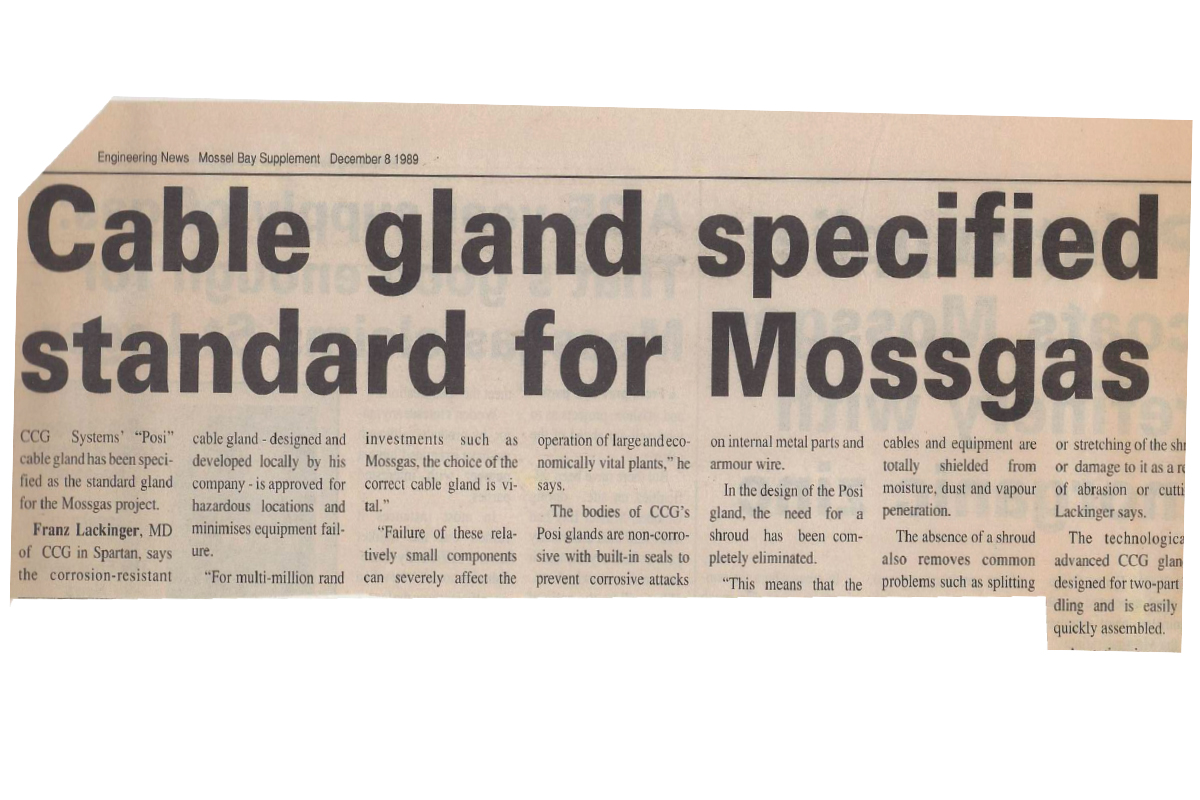 Engineering News Mossel Bay Supplement December 8 1989
Cable gland specified
standard for Mossgas
CCG Systems' “Posi”
cable gland has been speci-
fied as the standard gland
for the Mossgas project.
Franz Lackinger, MD
of CCG in Spartan, says
the corrosion-resistant
cable gland - designed and
developed locally by his
company - is approved for
hazardous locations and
minimises equipment fail-
ure.
“For multi-million rand
investments such as
Mossgas, the choice of the
correct cable gland is vi-
tal.”
“Failure of these rela-
tively small components
can severely affect the
operation of large and eco-
nomically vital plants,” he
says.
The bodies of CCG's
Posi glands are non-corro-
sive with built-in seals to
prevent corrosive attacks
on internal metal parts and
armour wire.
In the design of the Posi
gland, the need for a
shroud has been com-
pletely eliminated.
“This means that the
cables and equipment are
totally shielded from
moisture, dust and vapour
penetration.
The absence of a shroud
also removes common
problems such as splitting
or stretching of the
or damage to it as a
of abrasion or
Lackinger says.
The
advanced CCG
designed for two-part
dling and is easily
quickly assembled.